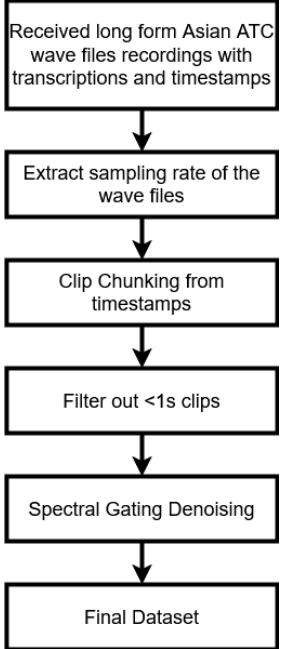 Received long form Asian ATC
wave files recordings with
transcriptions and timestamps
Extract sampling rate of the
wave files
Clip Chunking from
timestamps
Filter out <1s clips
Spectral Gating Denoising
Final Dataset